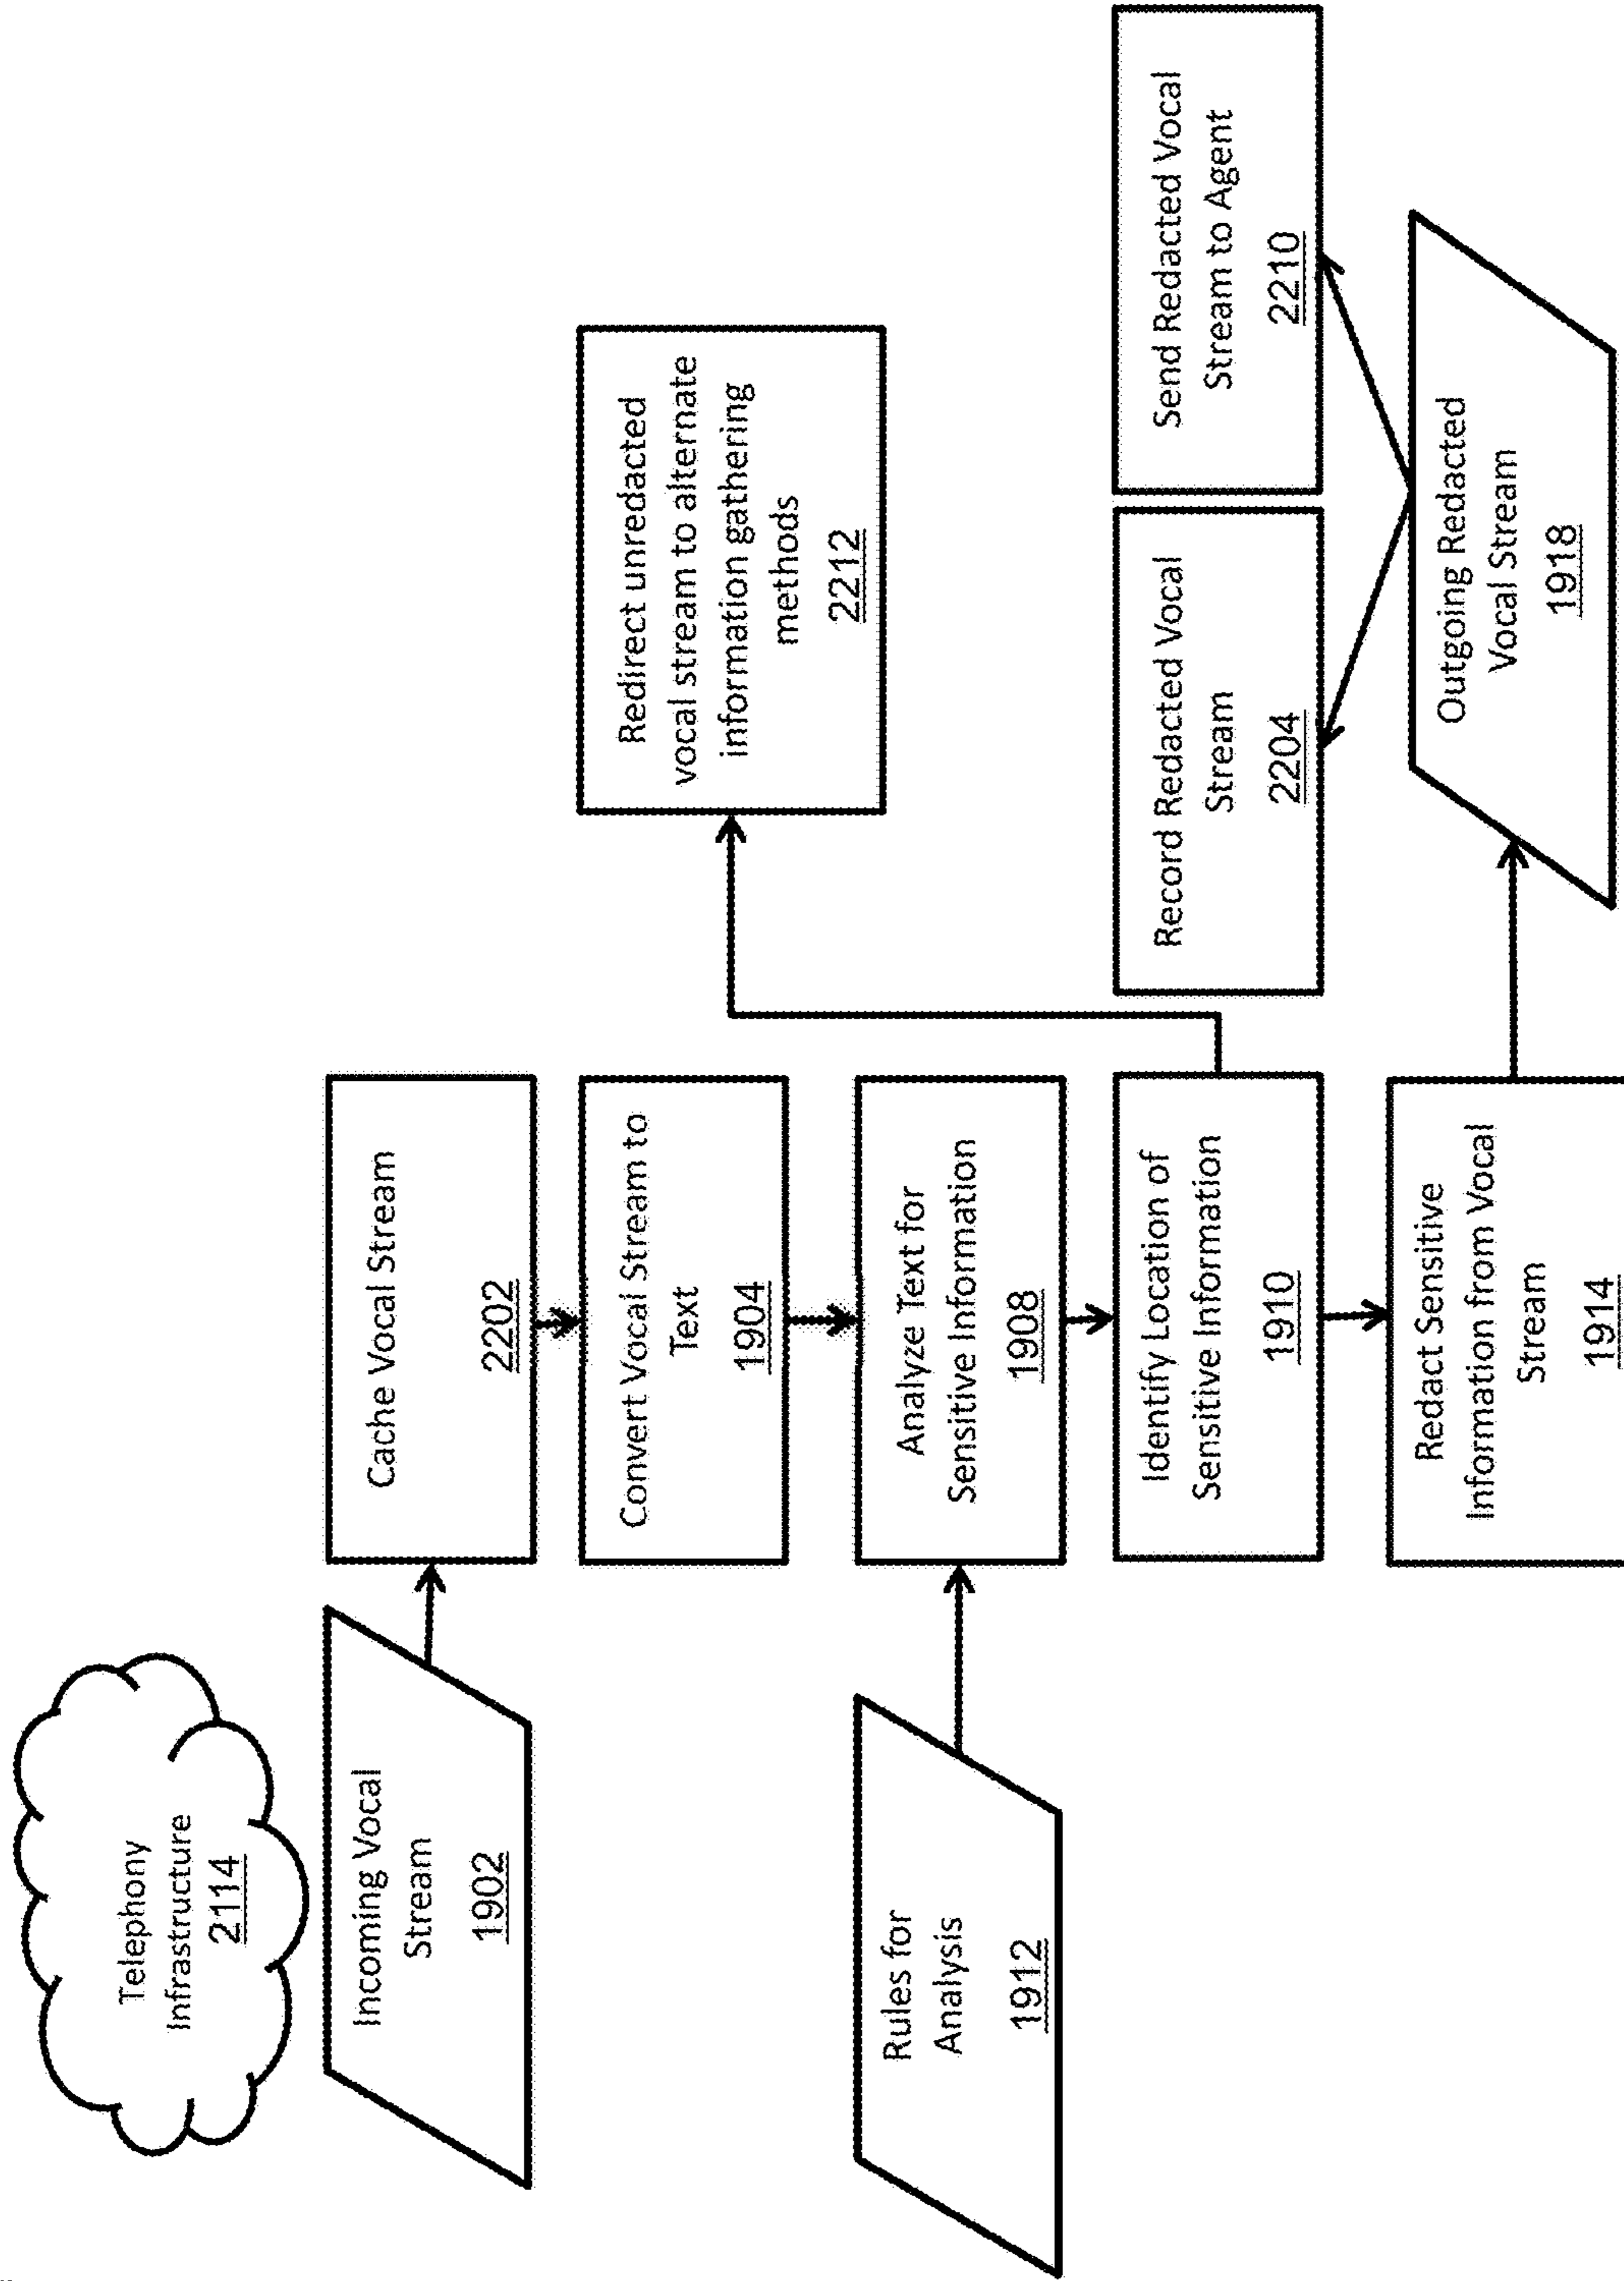 Telephony
Infrastructure
2114
Incoming Vocal
Stream
1902
Cache Vocal Stream
2202
Convert Vocal Stream to
Text
1904
Redirect unredacted
vocal stream to alternate
information gathering
methods
2212
Rules for
Analysis
1912
Analyze Text for
Sensitive Information
1908
Identify Location of
Sensitive Information
1910
Record Redacted Vocal
Stream
2204
Send Redacted Vocal
Stream to Agent
2210
Redact Sensitive
Information from Vocal
Stream
1914
Outgoing Redacted
Vocal Stream
1918